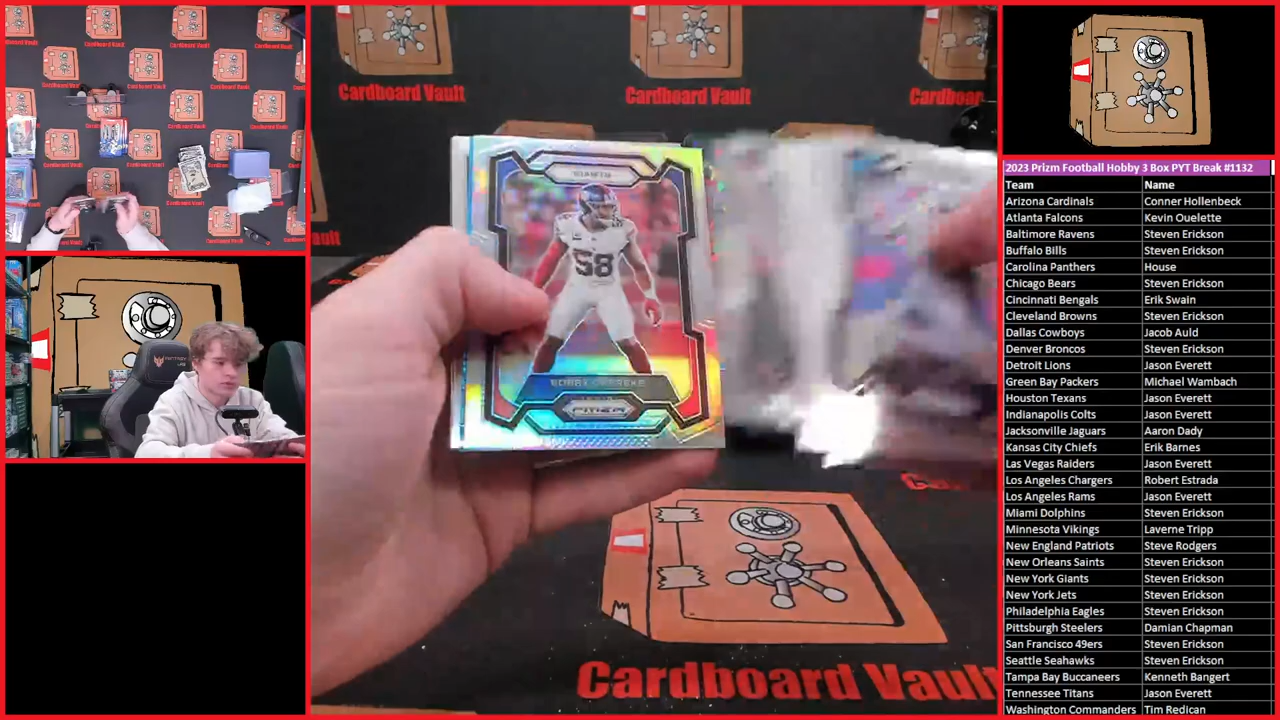 Cardboard Vault
Cardboard Vault
Cardboar
GIANTS
58
PRIZM
Cardboard Vault
2023 Prizm Football Hobby 3 Box PYT Break #1132
Team Name
Arizona Cardinals Conner Hollenbeck
Atlanta Falcons Kevin Ouelette
Baltimore Ravens Steven Erickson
Buffalo Bills Steven Erickson
Carolina Panthers House
Chicago Bears Steven Erickson
Cincinnati Bengals Erik Swain
Cleveland Browns Steven Erickson
Dallas Cowboys Jacob Auld
Denver Broncos Steven Erickson
Detroit Lions Jason Everett
Green Bay Packers Michael Wambach
Houston Texans Jason Everett
Indianapolis Colts Jason Everett
Jacksonville Jaguars Aaron Dady
Kansas City Chiefs Erik Barnes
Las Vegas Raiders Jason Everett
Los Angeles Chargers Robert Estrada
Los Angeles Rams Jason Everett
Miami Dolphins Steven Erickson
Minnesota Vikings Laverne Tripp
New England Patriots Steve Rodgers
New Orleans Saints Steven Erickson
New York Giants Steven Erickson
New York Jets Steven Erickson
Philadelphia Eagles Steven Erickson
Pittsburgh Steelers Damian Chapman
San Francisco 49ers Steven Erickson
Seattle Seahawks Steven Erickson
Tampa Bay Buccaneers Kenneth Bangert
Tennessee Titans Jason Everett
Washington Commanders Tim Redican